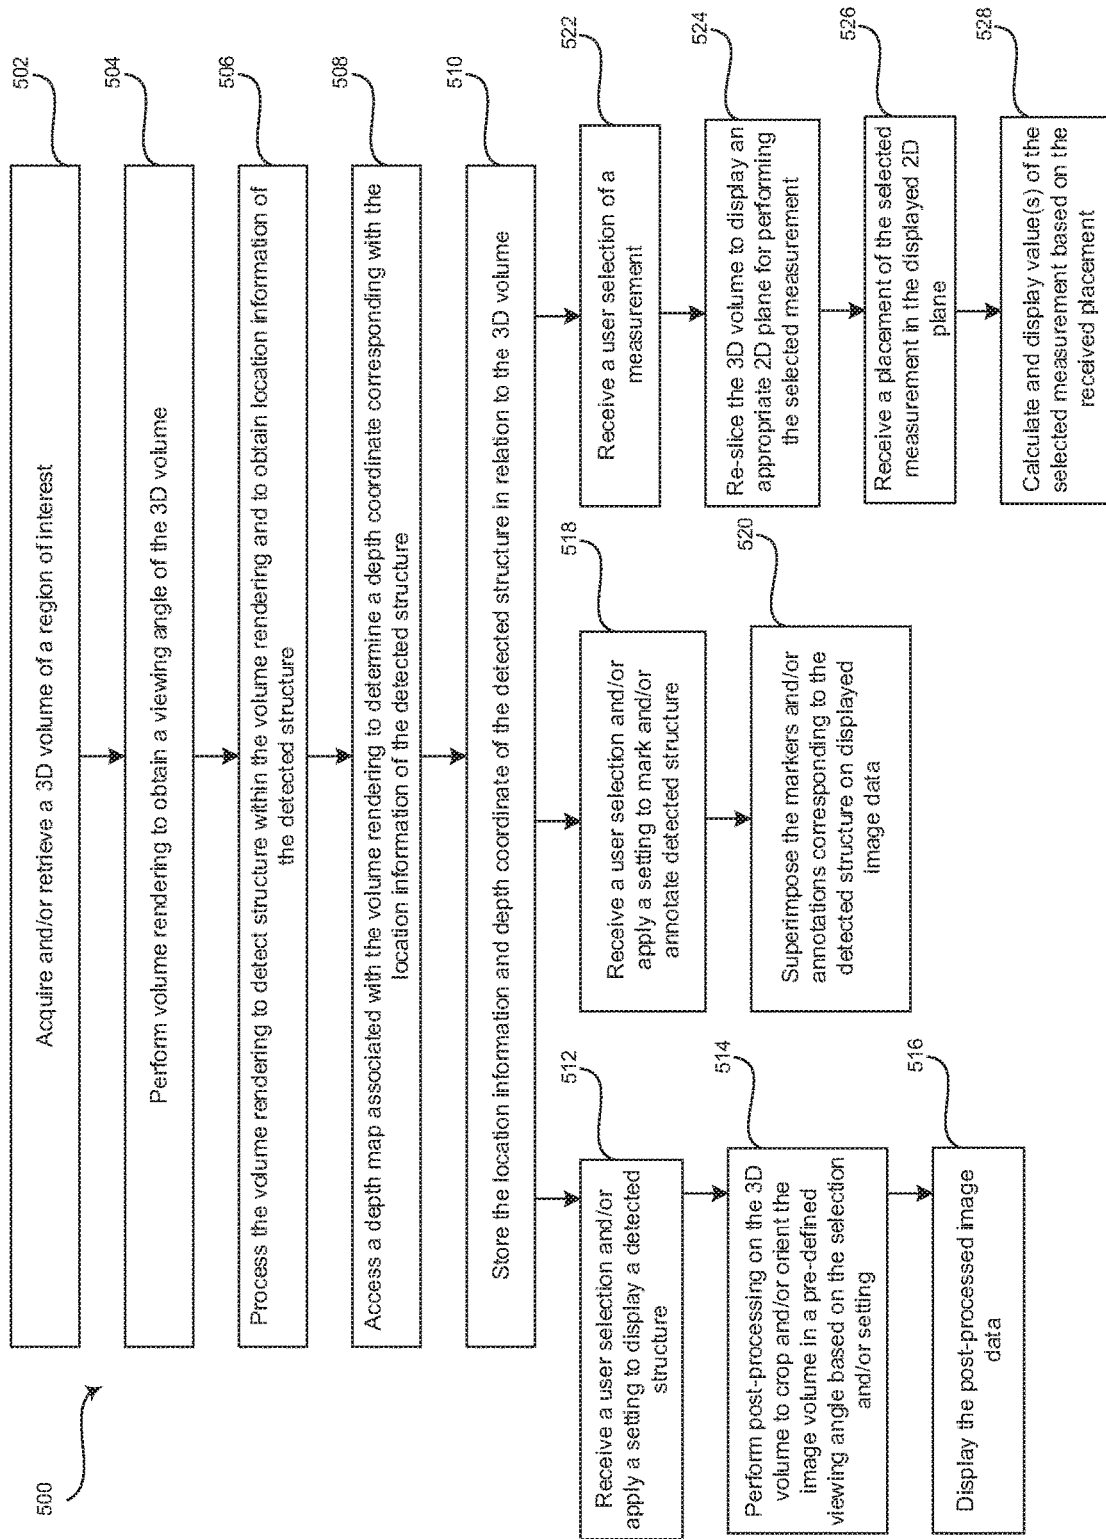 500
502
Acquire and/or retrieve a 3D volume of a region of interest
504
Perform volume rendering to obtain a viewing angle of the 3D volume
506
Process the volume rendering to detect structure within the volume rendering and to obtain location information of
the detected structure
508
Access a depth map associated with the volume rendering to determine a depth coordinate corresponding with the
location information of the detected structure
510
Store the location information and depth coordinate of the detected structure in relation to the 3D volume
512
Receive a user selection and/or
apply a setting to display a detected
structure
514
Perform post-processing on the 3D
volume to crop and/or orient the
image volume in a pre-defined
viewing angle based on the selection
and/or setting
516
Display the post-processed image
data
518
Receive a user selection and/or
apply a setting to mark and/or
annotate detected structure
520
Superimpose the markers and/or
annotations corresponding to the
detected structure on displayed
image data
522
Receive a user selection of a
measurement
524
Re-slice the 3D volume to display an
appropriate 2D plane for performing
the selected measurement
526
Receive a placement of the selected
measurement in the displayed 2D
plane
528
Calculate and display value(s) of the
selected measurement based on the
received placement